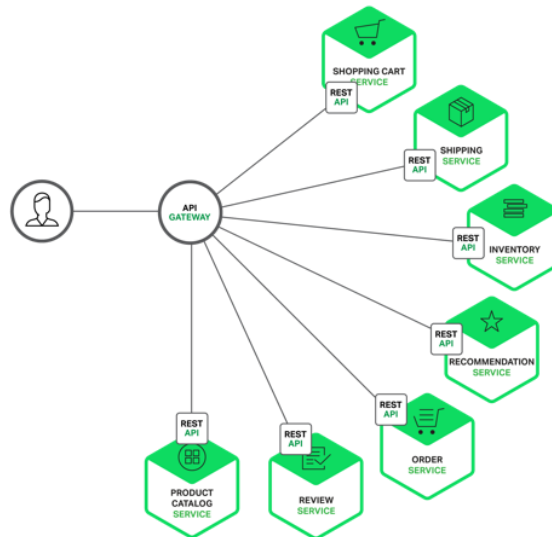 SHOPPING CART
SERVICE
REST
API
SHIPPING
SERVICE
REST
API
API
GATEWAY
REST
API
INVENTORY
SERVICE
REST
API
RECOMMENDATION
SERVICE
REST
API
ORDER
SERVICE
REST
API
REVIEW
SERVICE
REST
API
PRODUCT
CATALOG
SERVICE